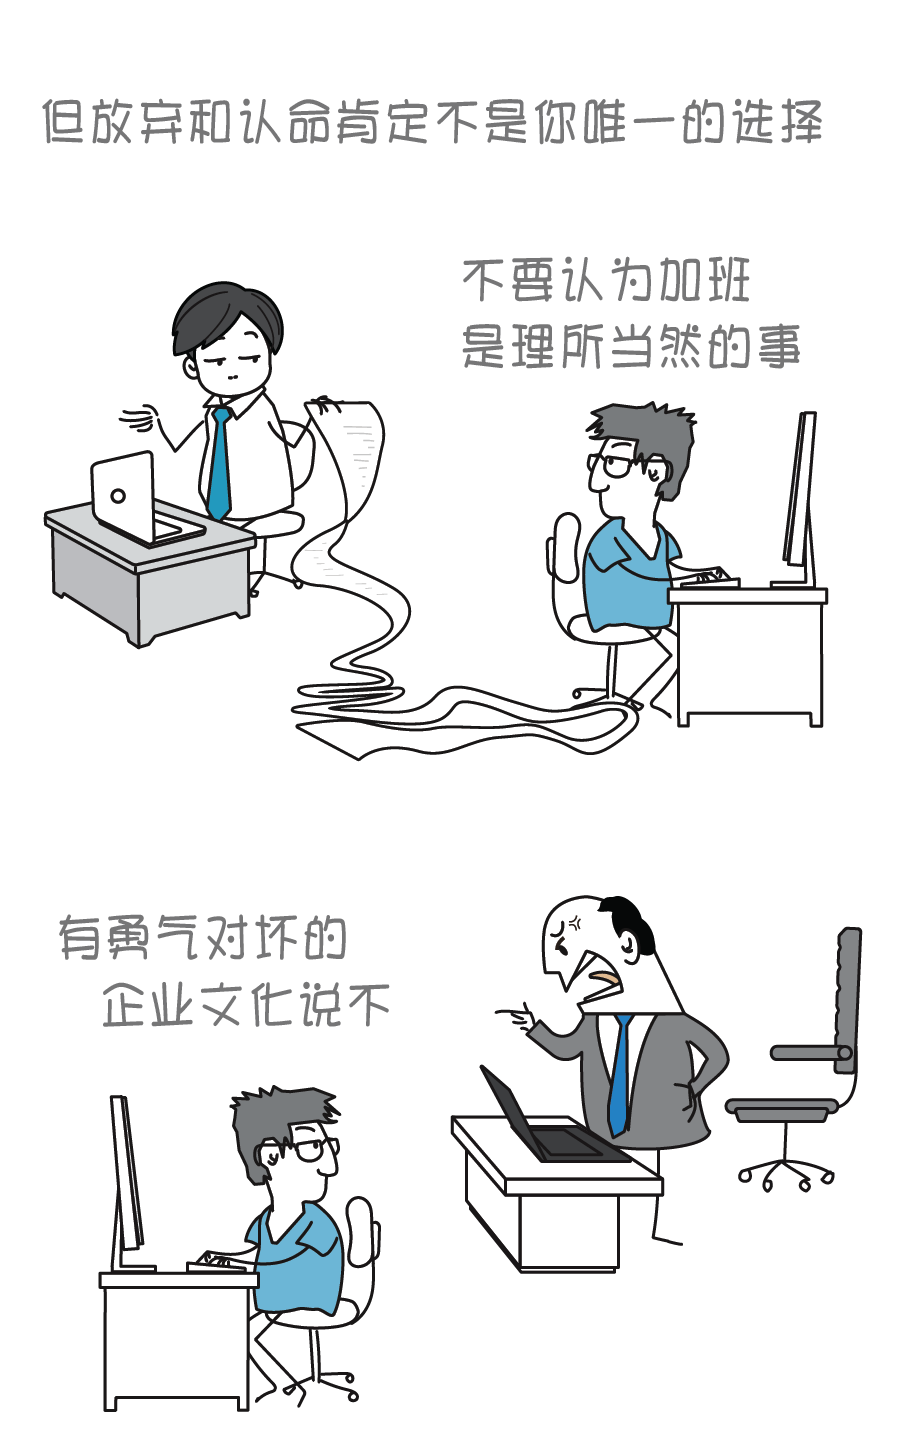 但放弃和认命肯定不是你唯一的选择
不要认为加班
是理所当然的事
有勇气对坏的
企业文化说不